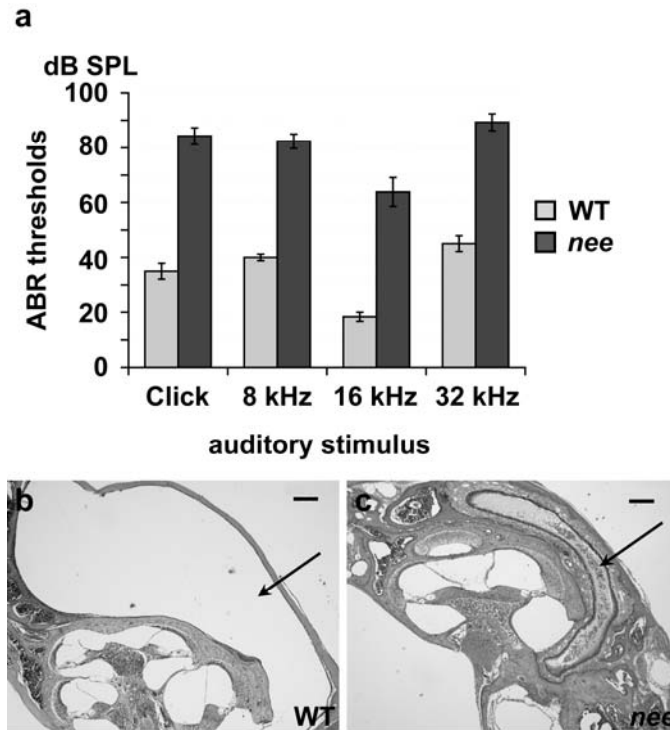 a
dB SPL
100
80
60
40
20
0
ABR thresholds
WT
nee
Click 8 kHz 16 kHz 32 kHz
auditory stimulus
b
WT
c
nee